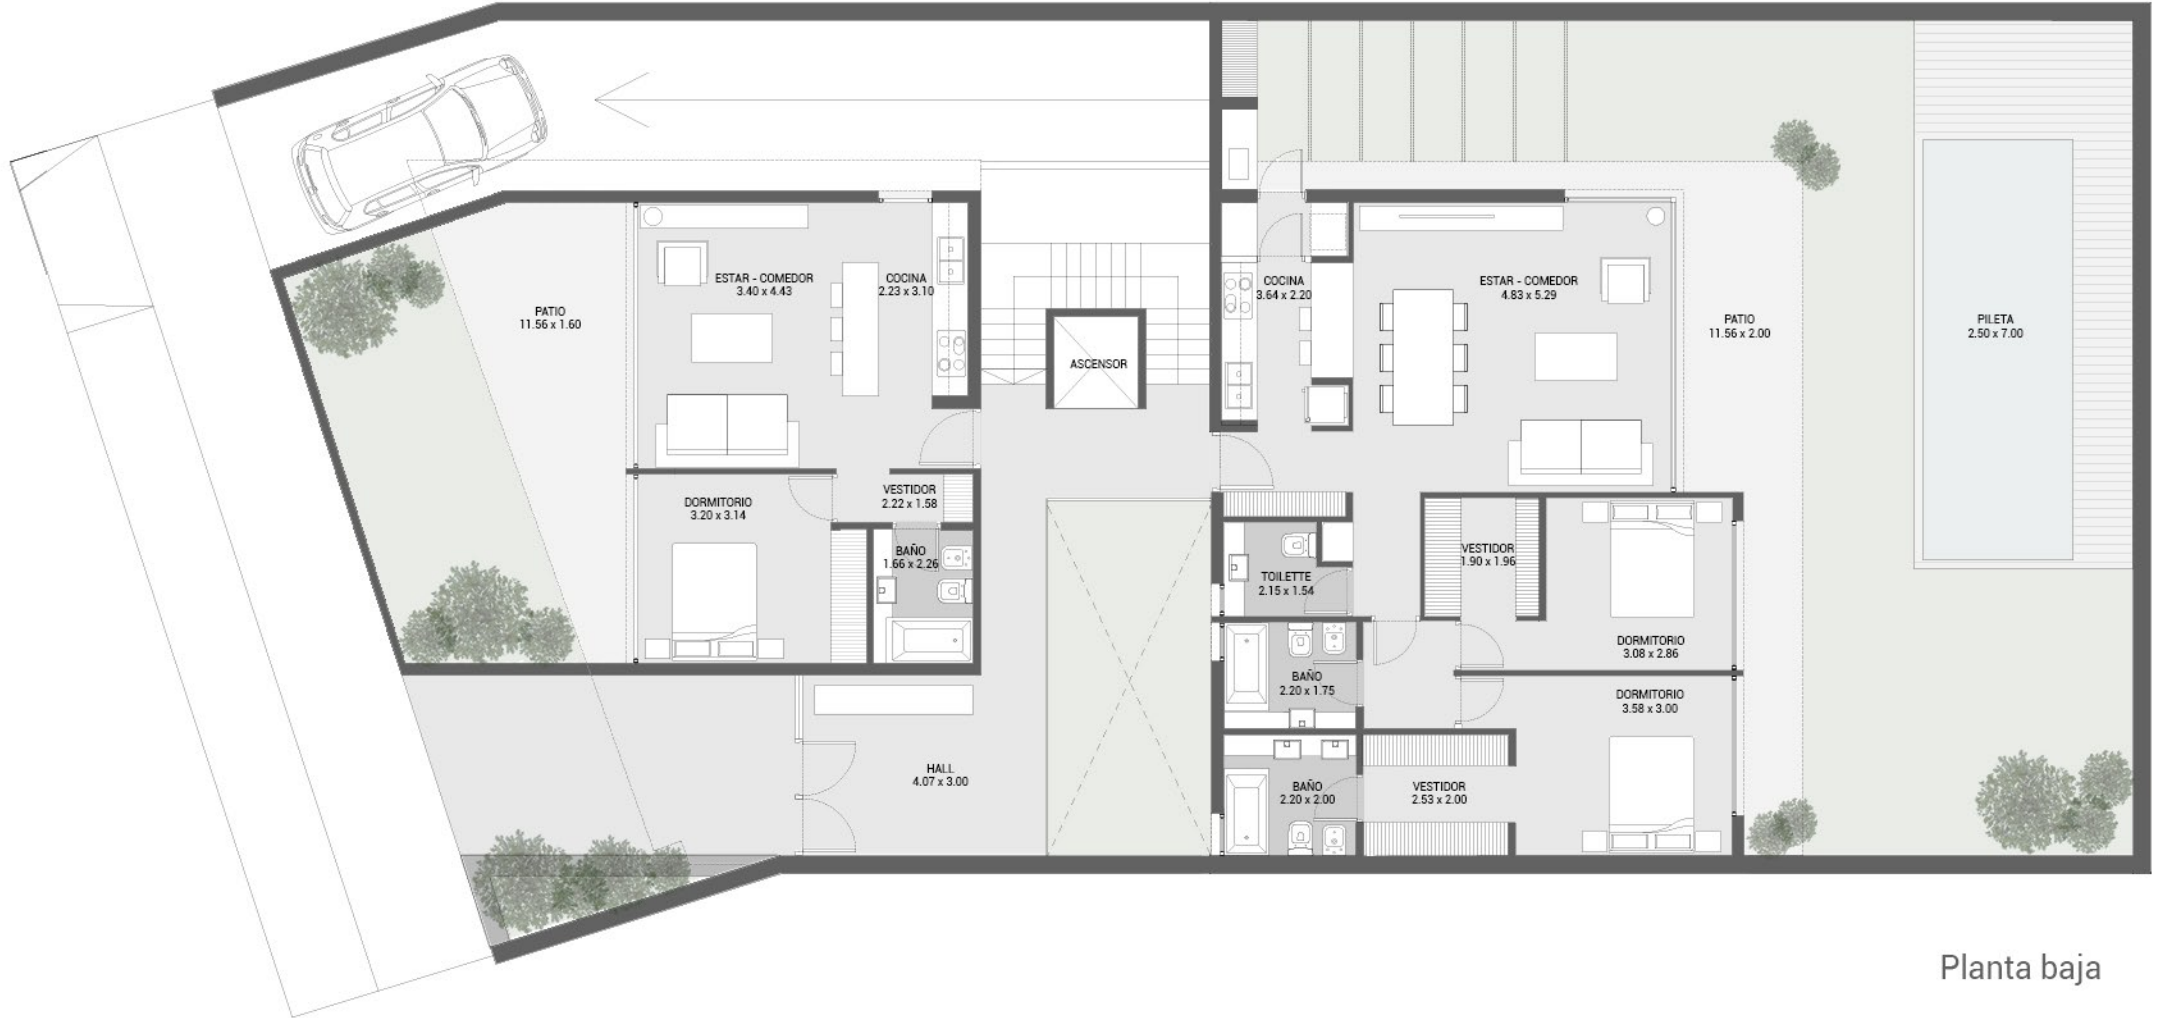 ESTAR - COMEDOR
3.40 x 4.43
COCINA
2.23 x 3.10
PATIO
11.56 x 1.60
ASCENSOR
DORMITORIO
3.20 x 3.14
VESTIDOR
2.22 x 1.58
BAÑO
1.66 x 2.26
HALL
4.07 x 3.00
COCINA
3.64 x 2.20
ESTAR - COMEDOR
4.83 x 5.29
PATIO
11.56 x 2.00
PILETA
2.50 x 7.00
TOILETTE
2.15 x 1.54
VESTIDOR
1.90 x 1.96
DORMITORIO
3.08 x 2.86
BAÑO
2.20 x 1.75
DORMITORIO
3.58 x 3.00
BAÑO
2.20 x 2.00
VESTIDOR
2.53 x 2.00
Planta baja